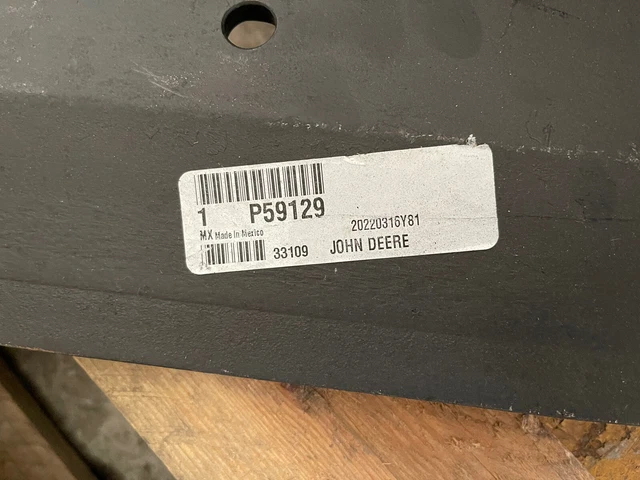 1 P59129
20220316Y81
MX Made In Mexico
33109 JOHN DEERE